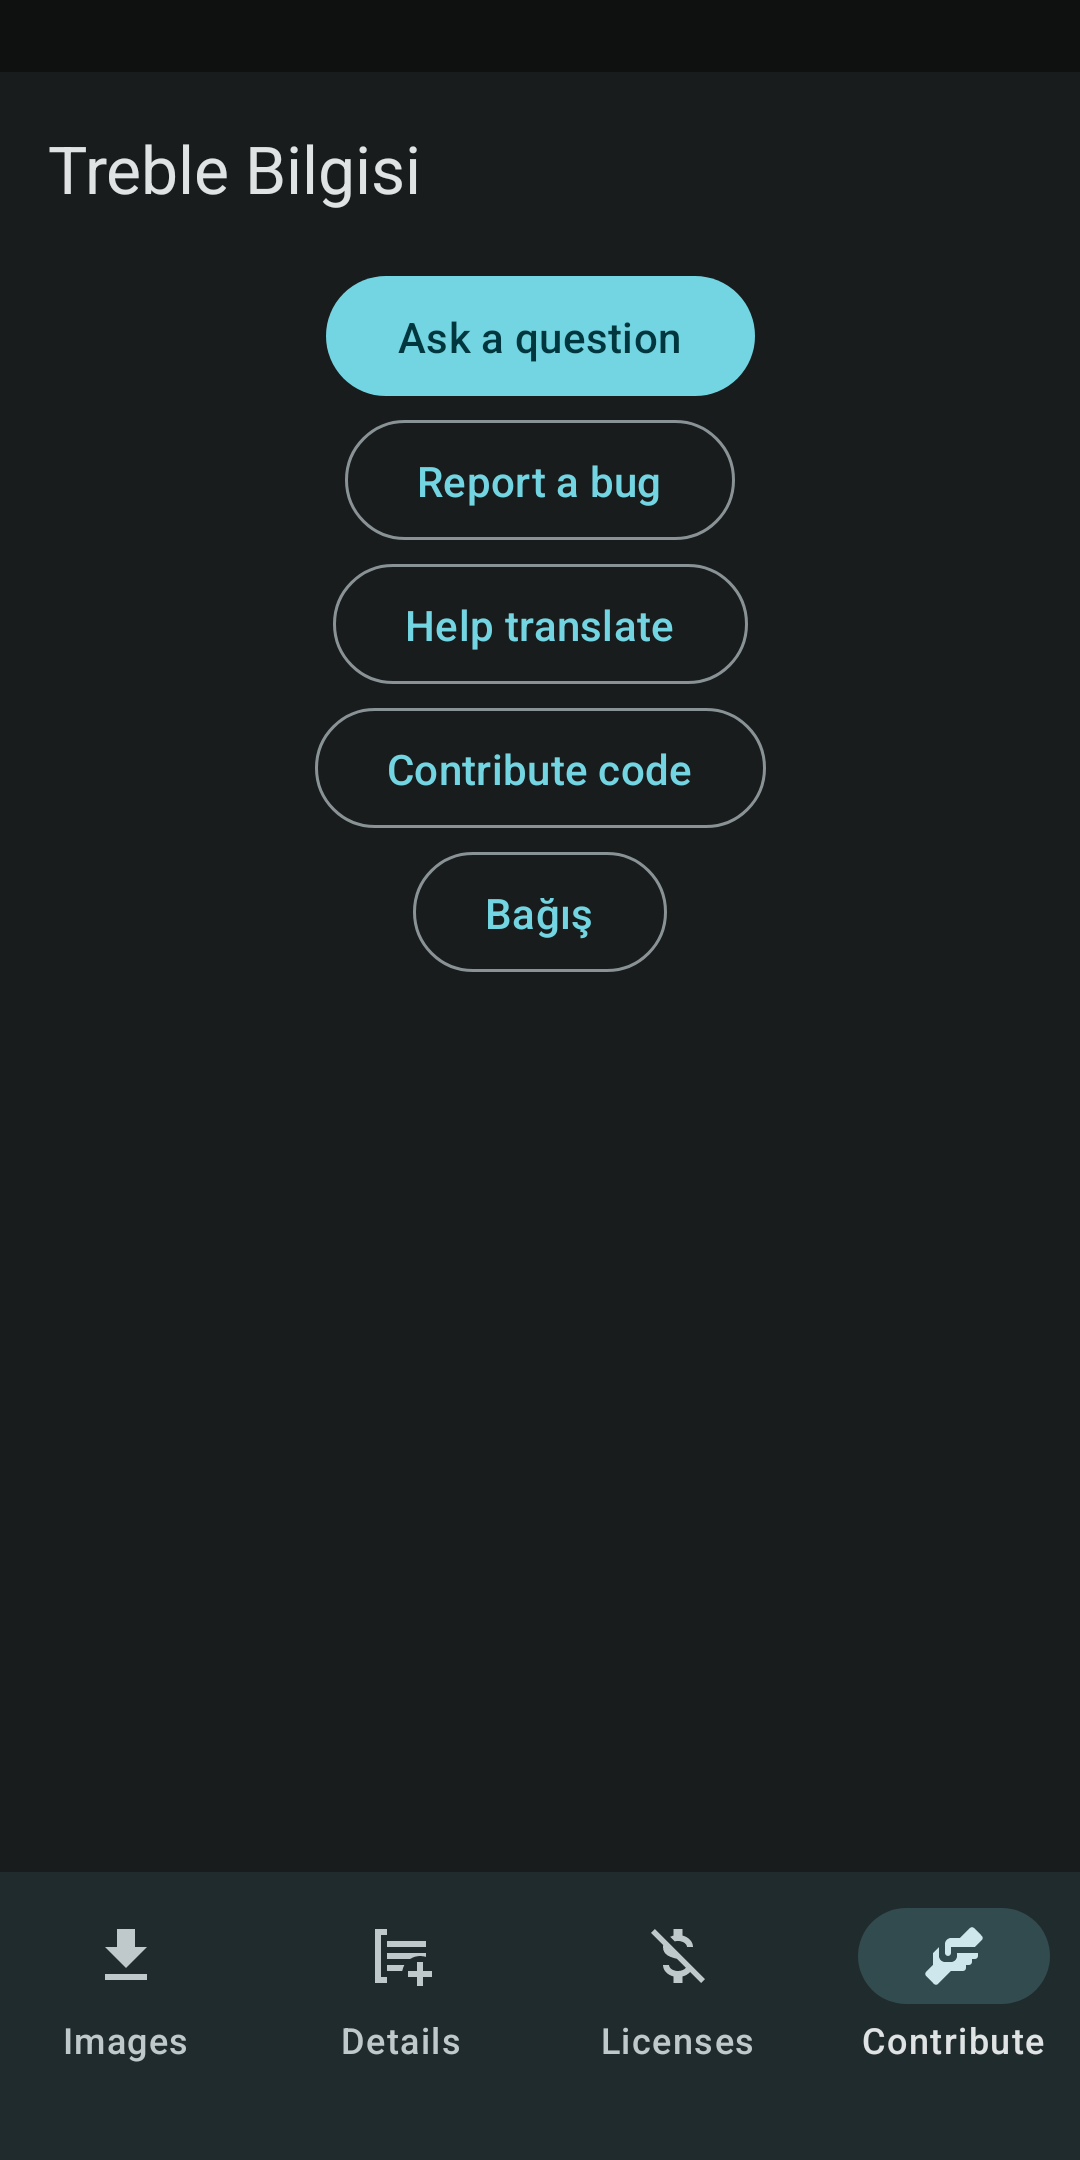 Treble Bilgisi
Ask a question
Report a bug
Help translate
Contribute code
Bağış
Images
Details
Licenses
Contribute